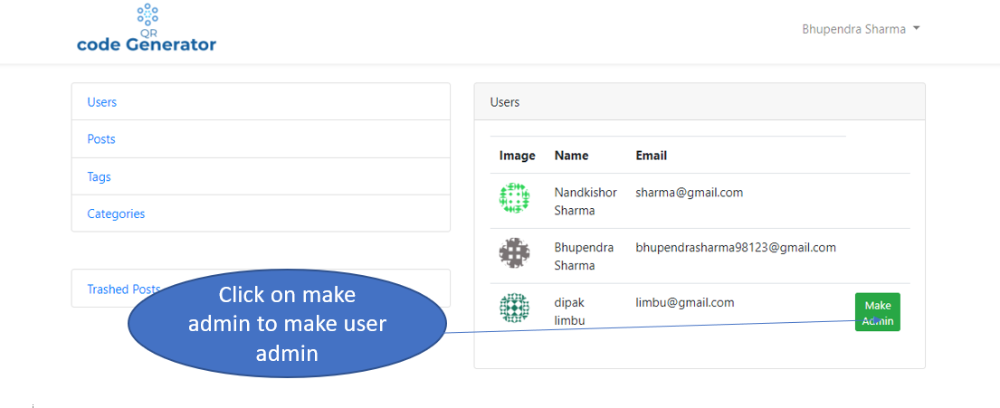 QR
code Generator
Bhupendra Sharma
Users
Posts
Tags
Categories
Trashed Posts
Click on make
admin to make user
admin
Users
Image Name Email
Nandkishor sharma@gmail.com
Sharma
Bhupendra bhupendrasharma98123@gmail.com
Sharma
dipak limbu@gmail.com
limbu
Make
Admin